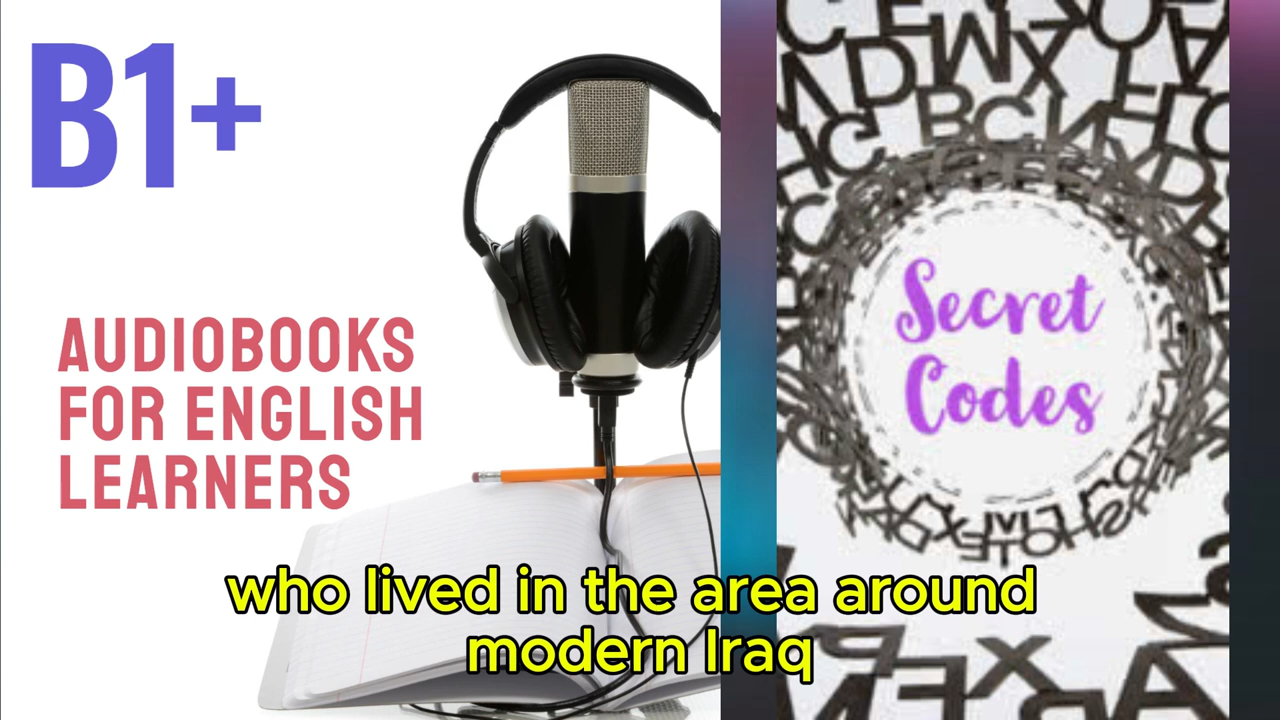 B1+
AUDIOBOOKS
FOR ENGLISH
LEARNERS
Secret
Codes
who lived in the area around
modern Iraq